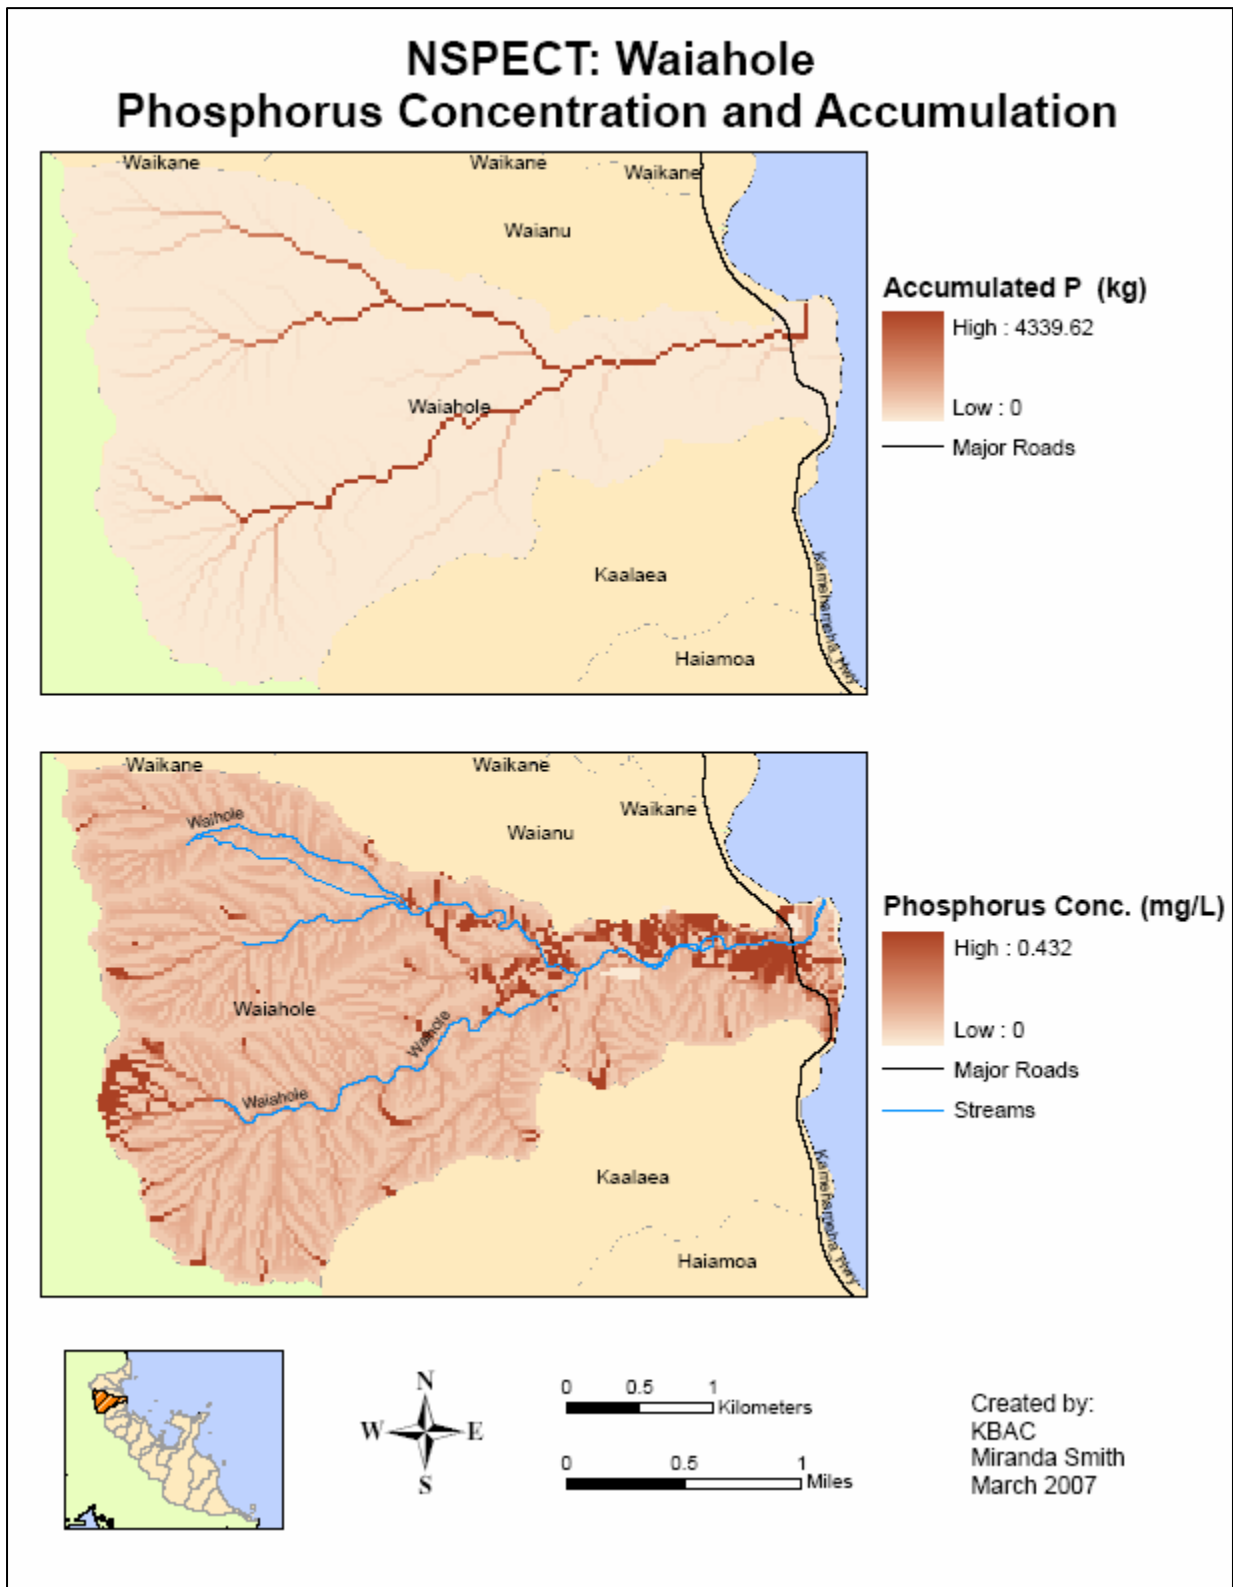 NSPECT: Waiahole
Phosphorus Concentration and Accumulation
Waikane
Waikane
Waikane
Waianu
Waiahole
Kaalaea
Haiamoa
Kamehameha Hwy
Accumulated P (kg)
High : 4339.62
Low : 0
Major Roads
Waikane
Waikane
Waikane
Waianu
Waihole
Waiahole
Waihole
Waiahole
Kaalaea
Haiamoa
Kamehameha Hwy
Phosphorus Conc. (mg/L)
High : 0.432
Low : 0
Major Roads
Streams
N
W E
S
0 0.5 1
Kilometers
0 0.5 1
Miles
Created by:
KBAC
Miranda Smith
March 2007